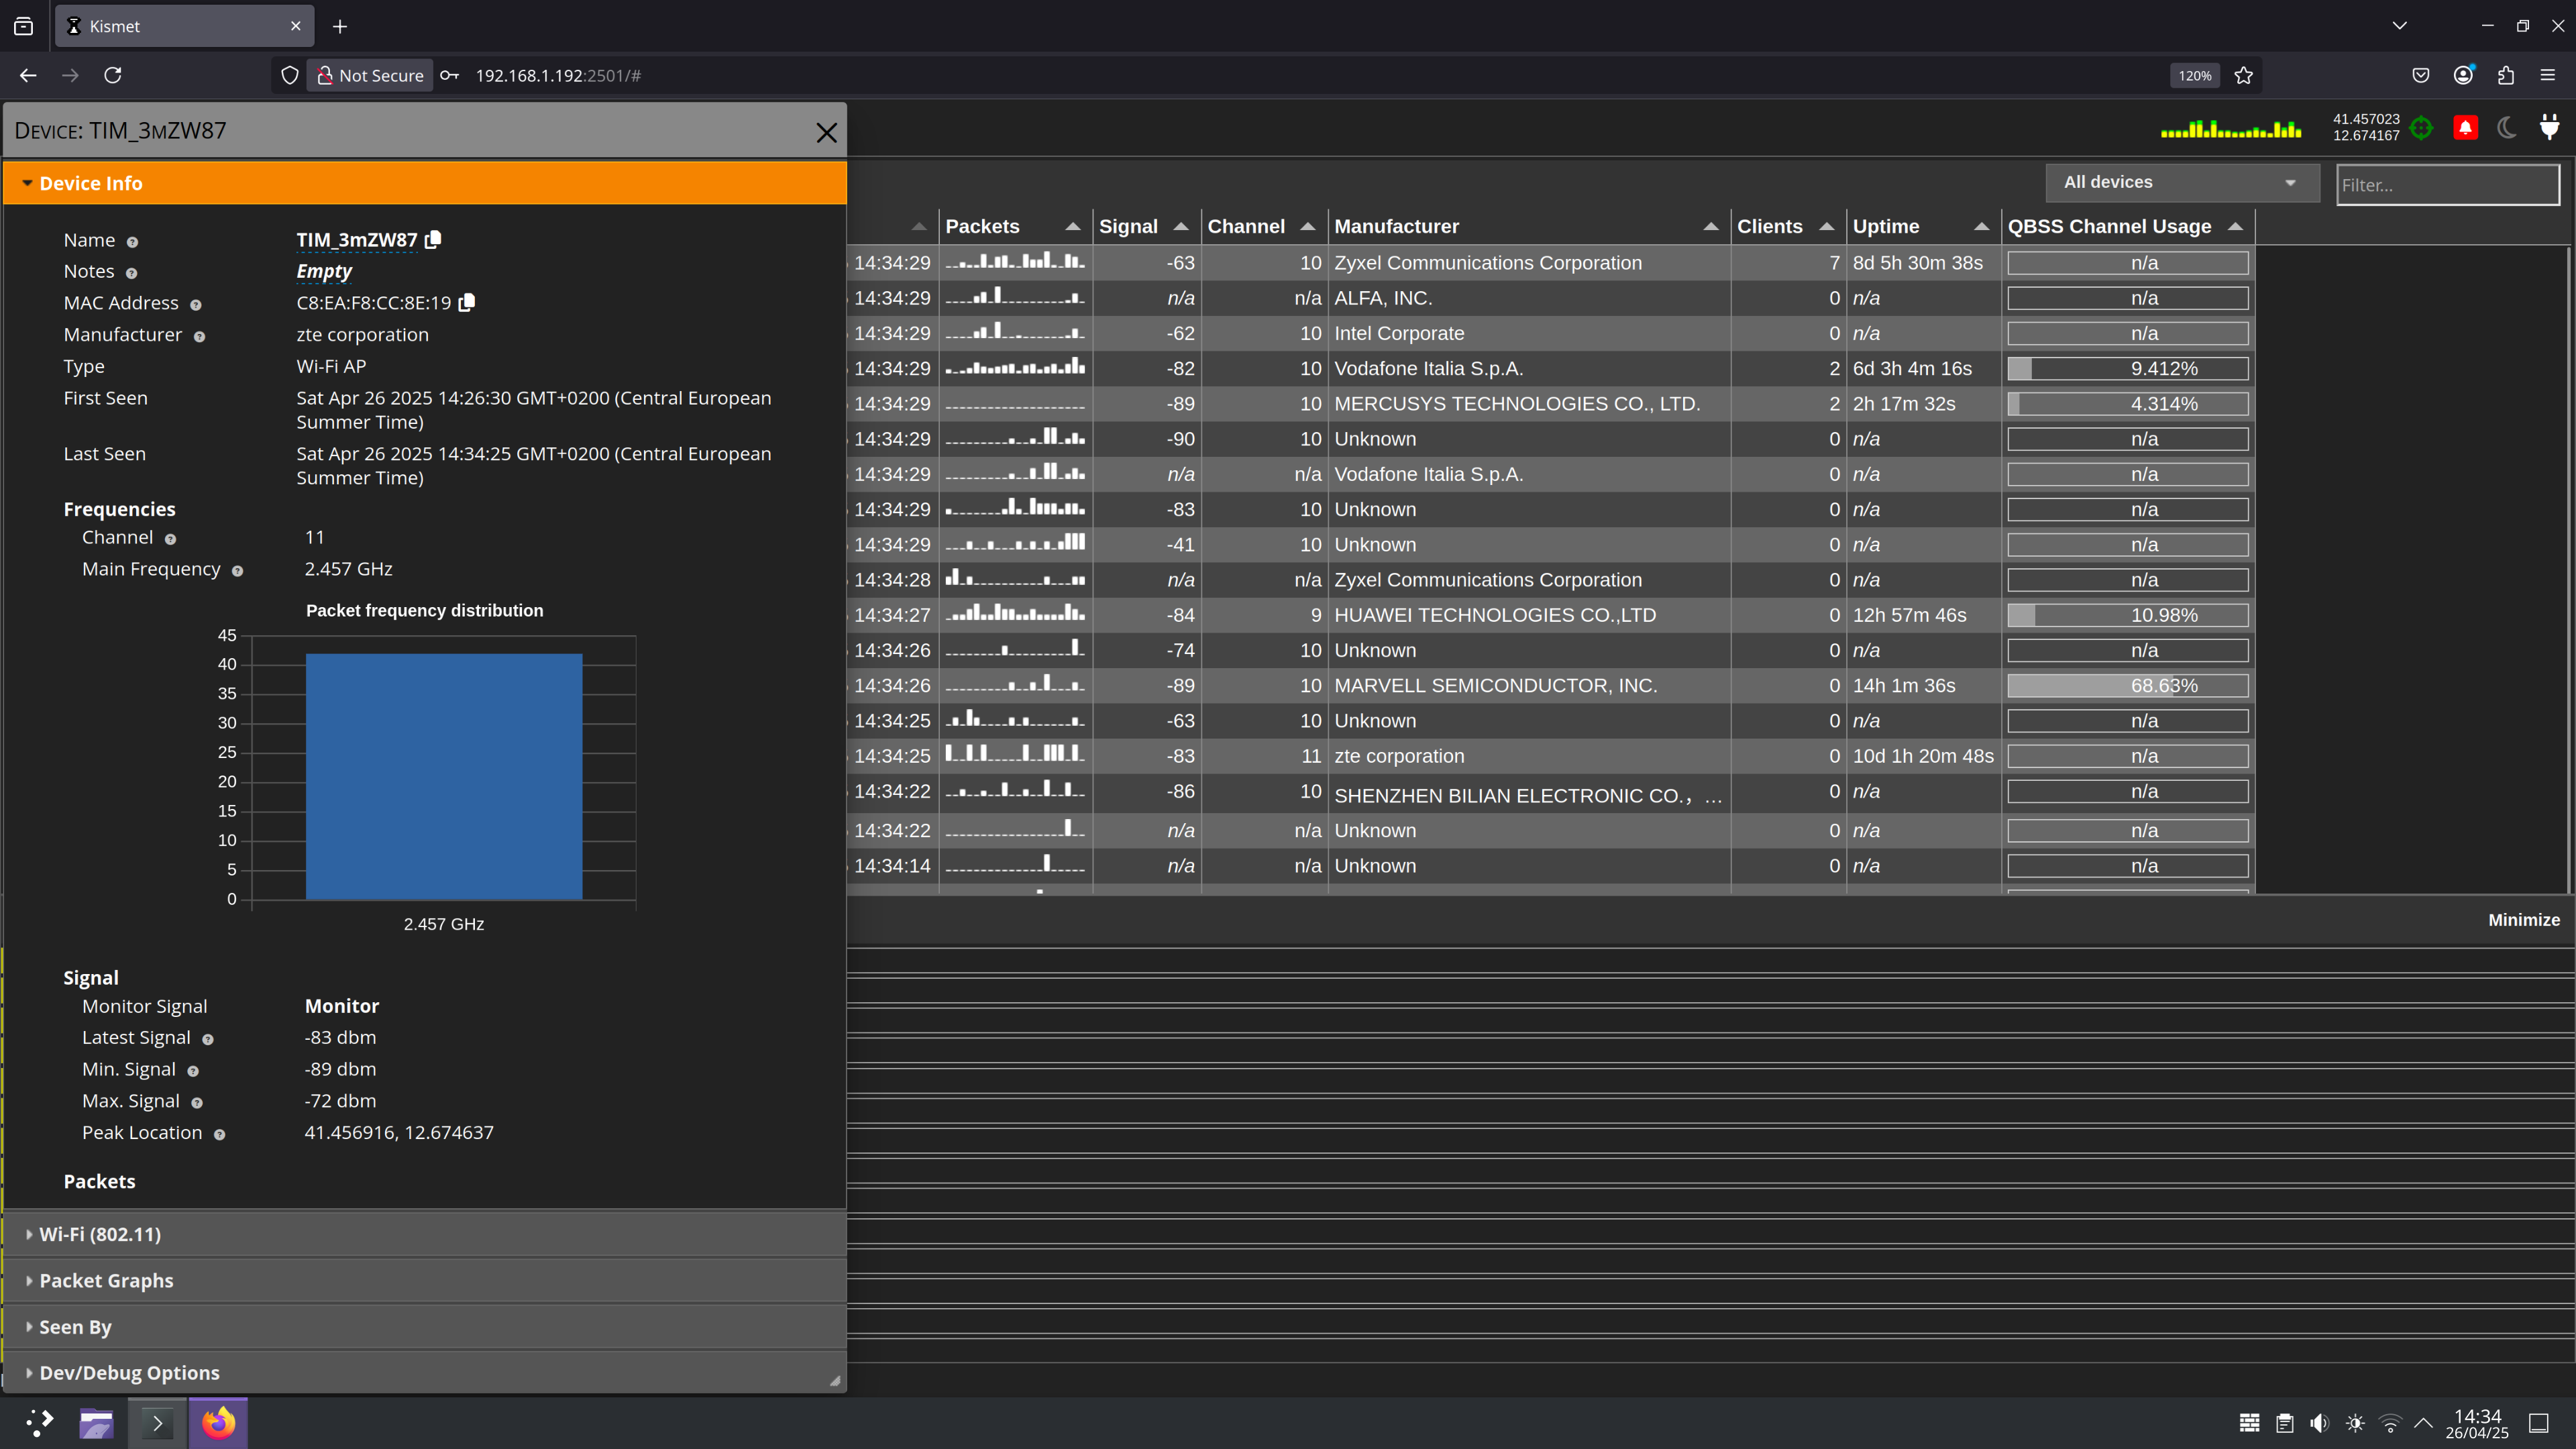 Kismet
Not Secure
192.168.1.192:2501/#
120%
DEVICE: TIM_3MZW87
41.457023
12.674167
Device Info
Name
TIM_3mZW87
Notes
Empty
MAC Address
C8:EA:F8:CC:8E:19
Manufacturer
zte corporation
Type
Wi-Fi AP
First Seen
Sat Apr 26 2025 14:26:30 GMT+0200 (Central European
Summer Time)
Last Seen
Sat Apr 26 2025 14:34:25 GMT+0200 (Central European
Summer Time)
Frequencies
Channel
11
Main Frequency
2.457 GHz
Packet frequency distribution
45
40
35
30
25
20
15
10
5
0
2.457 GHz
Signal
Monitor Signal
Monitor
Latest Signal
-83 dbm
Min. Signal
-89 dbm
Max. Signal
-72 dbm
Peak Location
41.456916, 12.674637
Packets
Wi-Fi (802.11)
Packet Graphs
Seen By
Dev/Debug Options
All devices
Filter...
Packets Signal Channel Manufacturer Clients Uptime QBSS Channel Usage
14:34:29 -63 10 Zyxel Communications Corporation 7 8d 5h 30m 38s n/a
14:34:29 n/a n/a ALFA, INC. 0 n/a n/a
14:34:29 -62 10 Intel Corporate 0 n/a n/a
14:34:29 -82 10 Vodafone Italia S.p.A. 2 6d 3h 4m 16s 9.412%
14:34:29 -89 10 MERCUSYS TECHNOLOGIES CO., LTD. 2 2h 17m 32s 4.314%
14:34:29 -90 10 Unknown 0 n/a n/a
14:34:29 n/a n/a Vodafone Italia S.p.A. 0 n/a n/a
14:34:29 -83 10 Unknown 0 n/a n/a
14:34:29 -41 10 Unknown 0 n/a n/a
14:34:28 n/a n/a Zyxel Communications Corporation 0 n/a n/a
14:34:27 -84 9 HUAWEI TECHNOLOGIES CO.,LTD 0 12h 57m 46s 10.98%
14:34:26 -74 10 Unknown 0 n/a n/a
14:34:26 -89 10 MARVELL SEMICONDUCTOR, INC. 0 14h 1m 36s 68.63%
14:34:25 -63 10 Unknown 0 n/a n/a
14:34:25 -83 11 zte corporation 0 10d 1h 20m 48s n/a
14:34:22 -86 10 SHENZHEN BILIAN ELECTRONIC CO.，… 0 n/a n/a
14:34:22 n/a n/a Unknown 0 n/a n/a
14:34:14 n/a n/a Unknown 0 n/a n/a
Minimize
14:34
26/04/25